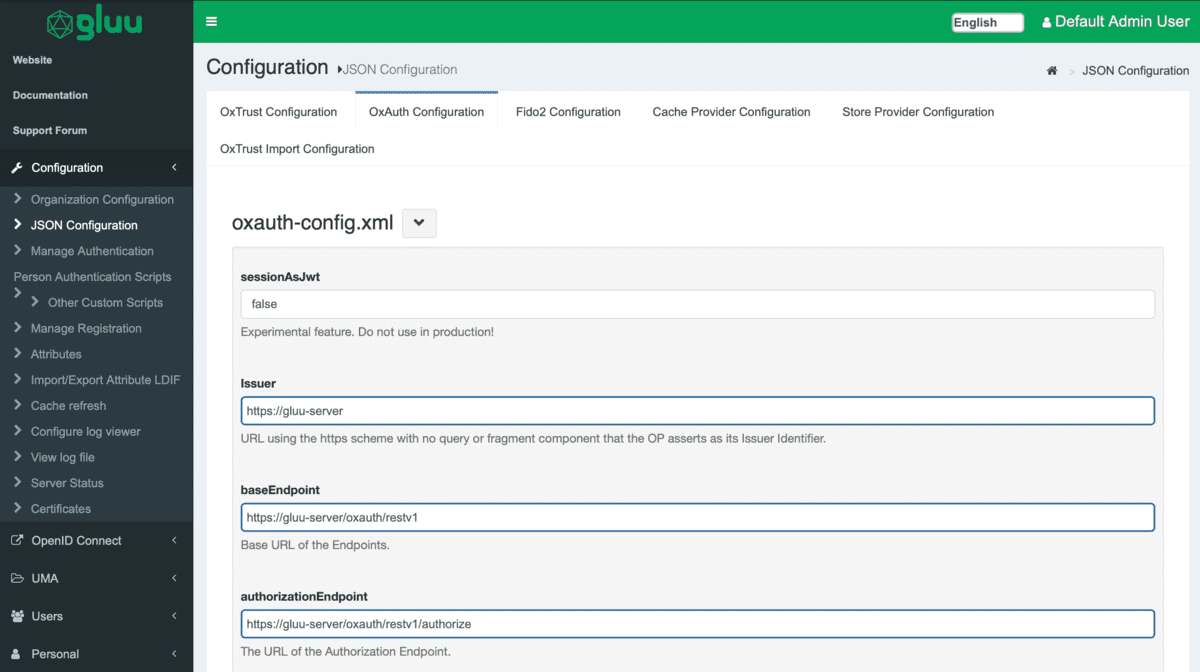 gluu
English
Default Admin User
Website
Documentation
Support Forum
Configuration
Organization Configuration
JSON Configuration
Manage Authentication
Person Authentication Scripts
Other Custom Scripts
Manage Registration
Attributes
Import/Export Attribute LDIF
Cache refresh
Configure log viewer
View log file
Server Status
Certificates
OpenID Connect
UMA
Users
Personal
Configuration JSON Configuration
> JSON Configuration
OxTrust Configuration OxAuth Configuration Fido2 Configuration Cache Provider Configuration Store Provider Configuration
OxTrust Import Configuration
oxauth-config.xml
sessionAsJwt
false
Experimental feature. Do not use in production!
Issuer
https://gluu-server
URL using the https scheme with no query or fragment component that the OP asserts as its Issuer Identifier.
baseEndpoint
https://gluu-server/oxauth/restv1
Base URL of the Endpoints.
authorizationEndpoint
https://gluu-server/oxauth/restv1/authorize
The URL of the Authorization Endpoint.